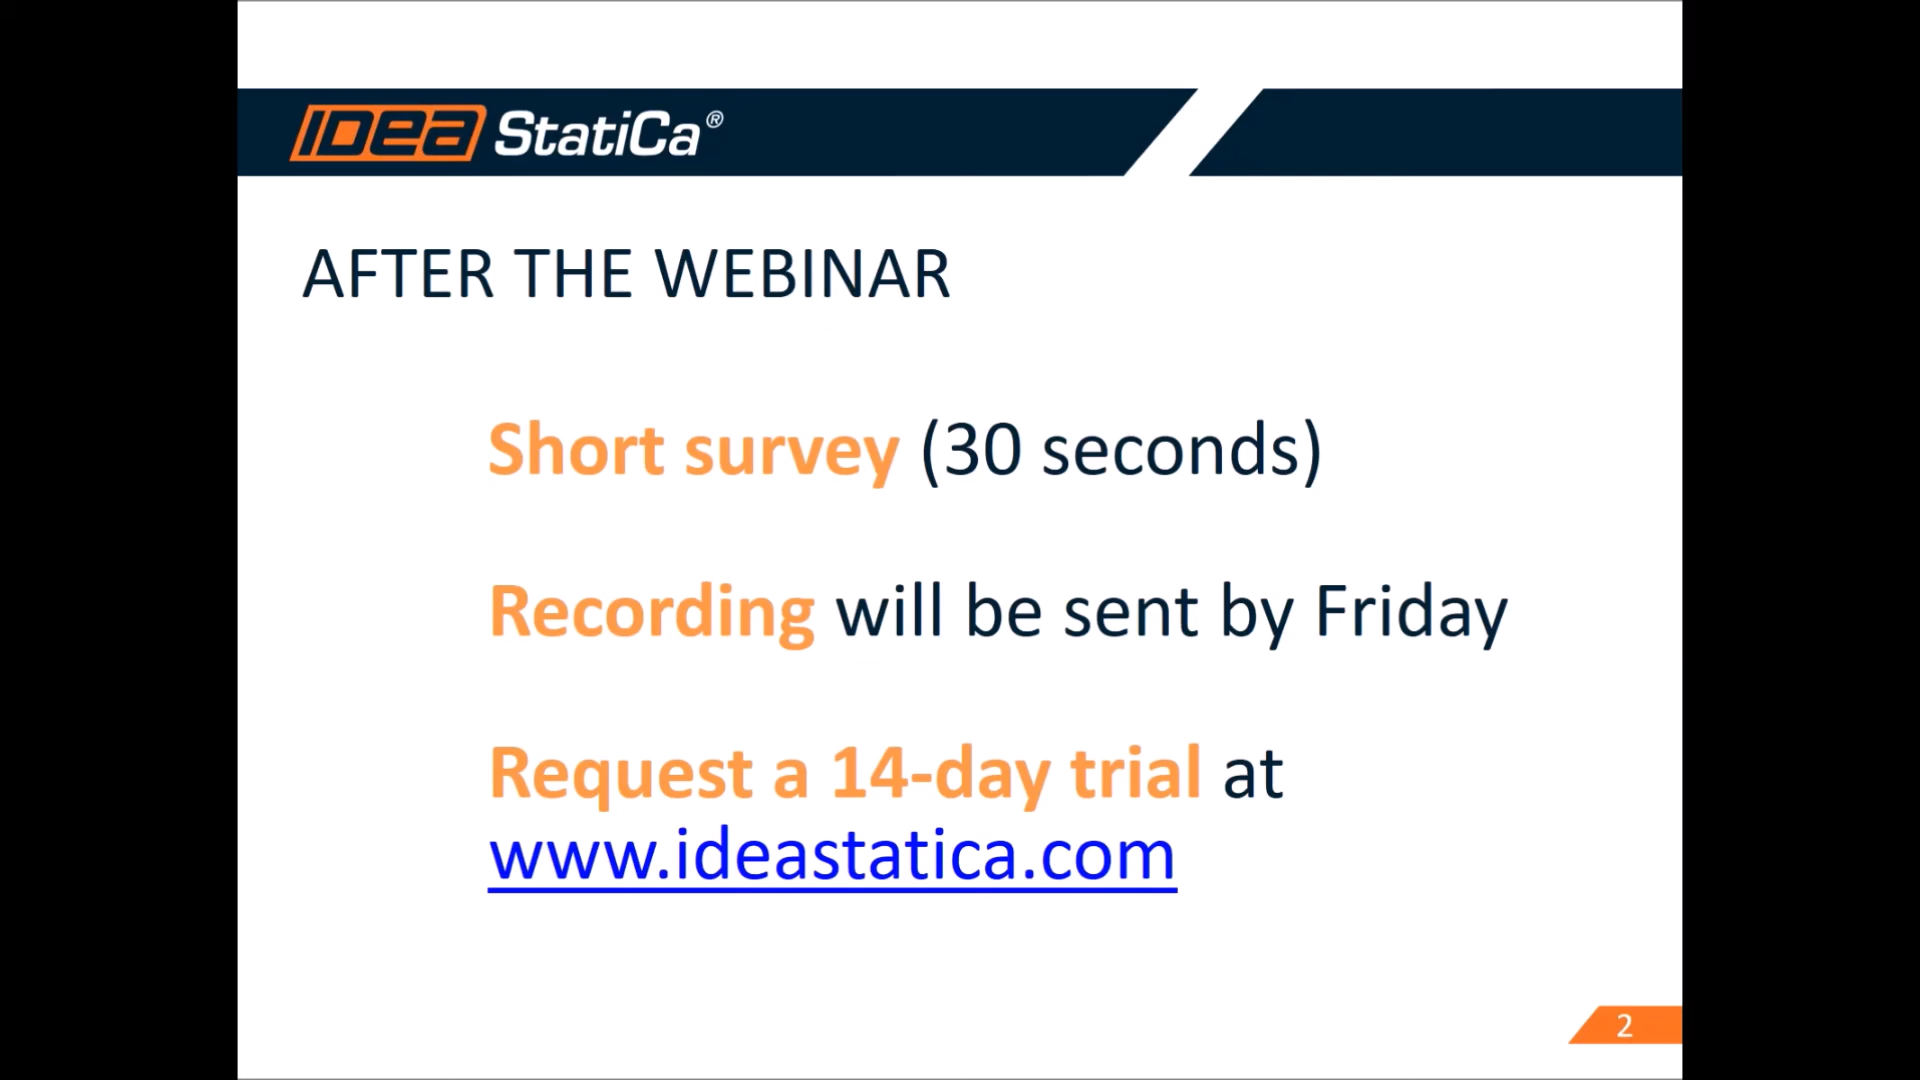 IDEA StatiCa®
AFTER THE WEBINAR
Short survey (30 seconds)
Recording will be sent by Friday
Request a 14-day trial at
www.ideastatica.com
2